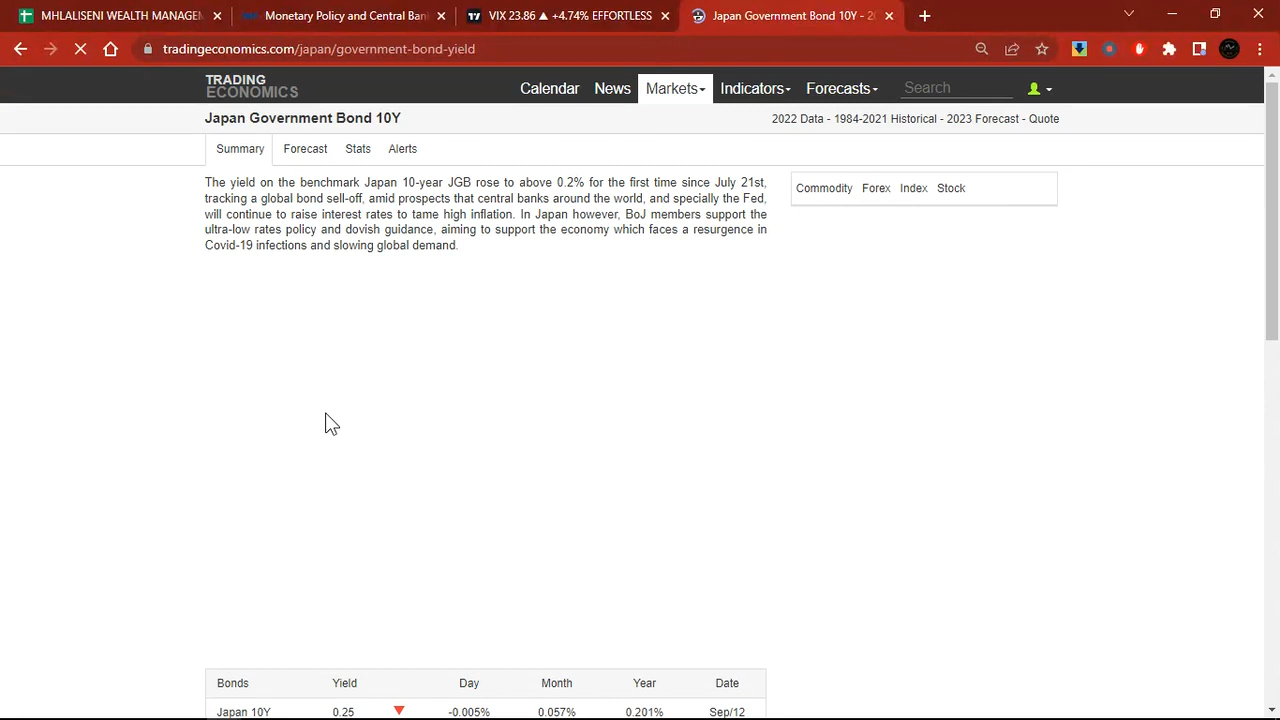 MHLALISENI WEALTH MANAGEM
Monetary Policy and Central Ban
VIX 23.86 ▲ +4.74% EFFORTLESS
Japan Government Bond 10Y - 20
tradingeconomics.com/japan/government-bond-yield
TRADING
ECONOMICS
Calendar News Markets Indicators Forecasts Search
Japan Government Bond 10Y
2022 Data - 1984-2021 Historical - 2023 Forecast - Quote
Summary Forecast Stats Alerts
The yield on the benchmark Japan 10-year JGB rose to above 0.2% for the first time since July 21st,
tracking a global bond sell-off, amid prospects that central banks around the world, and specially the Fed,
will continue to raise interest rates to tame high inflation. In Japan however, BoJ members support the
ultra-low rates policy and dovish guidance, aiming to support the economy which faces a resurgence in
Covid-19 infections and slowing global demand.
Commodity Forex Index Stock
Bonds Yield Day Month Year Date
Japan 10Y 0.25 ▼ -0.005% 0.057% 0.201% Sep/12